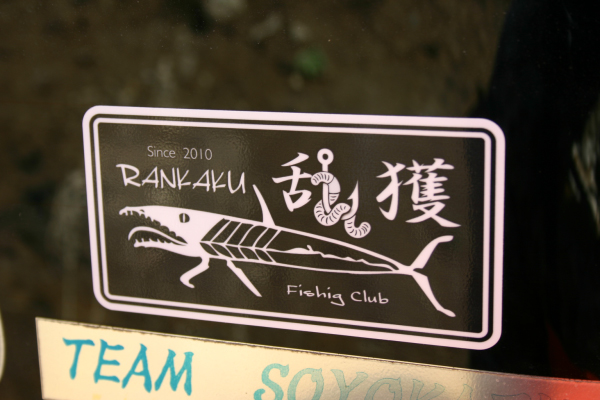 Since 2010
RANKAKU 乱獲
Fishig Club
TEAM